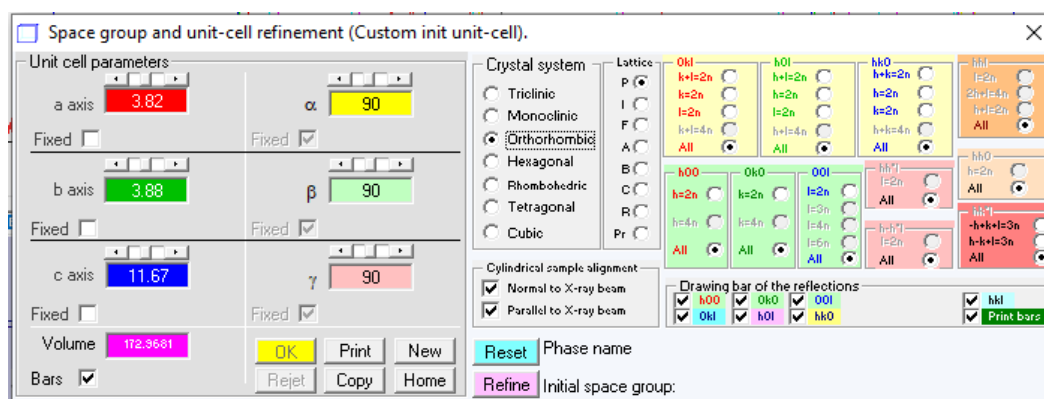 Space group and unit-cell refinement (Custom init unit-cell).
Unit cell parameters
a axis 3.82 α 90
Fixed Fixed
b axis 3.88 β 90
Fixed Fixed
c axis 11.67 γ 90
Fixed Fixed
Volume 172.9681
Bars
OK Print New
Rejet Copy Home
Crystal system
Triclinic
Monoclinic
Orthorhombic
Hexagonal
Rhombohedric
Tetragonal
Cubic
Lattice
P
I
F
A
B
C
R
Pr
0kl
k+l=2n
k=2n
l=2n
k+l=4n
All
h0l
h+l=2n
h=2n
l=2n
h+l=4n
All
hk0
h+k=2n
h=2n
k=2n
h+k=4n
All
hhl
l=2n
2h+l=4n
h+l=2n
All
h00
h=2n
h=4n
All
0k0
k=2n
k=4n
All
00l
l=2n
l=3n
l=4n
l=6n
All
hh*l
l=2n
All
h-h*l
l=2n
All
hh0
h=2n
All
hk*l
-h+k+l=3n
h-k+l=3n
All
Cylindrical sample alignment
Normal to X-ray beam
Parallel to X-ray beam
Drawing bar of the reflections
h00 0k0 00l hkl
0kl h0l hk0 Print bars
Reset Phase name
Refine Initial space group: